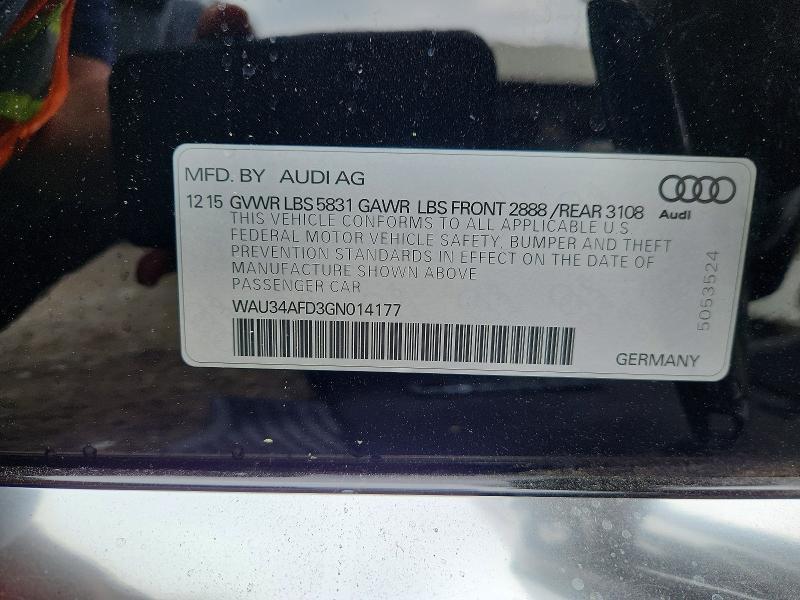 MFD. BY AUDI AG
12 15 GVWR LBS 5831 GAWR LBS FRONT 2888 /REAR 3108
Audi
THIS VEHICLE CONFORMS TO ALL APPLICABLE U.S.
FEDERAL MOTOR VEHICLE SAFETY, BUMPER AND THEFT
PREVENTION STANDARDS IN EFFECT ON THE DATE OF
MANUFACTURE SHOWN ABOVE
PASSENGER CAR
WAU34AFD3GN014177
5053524
GERMANY